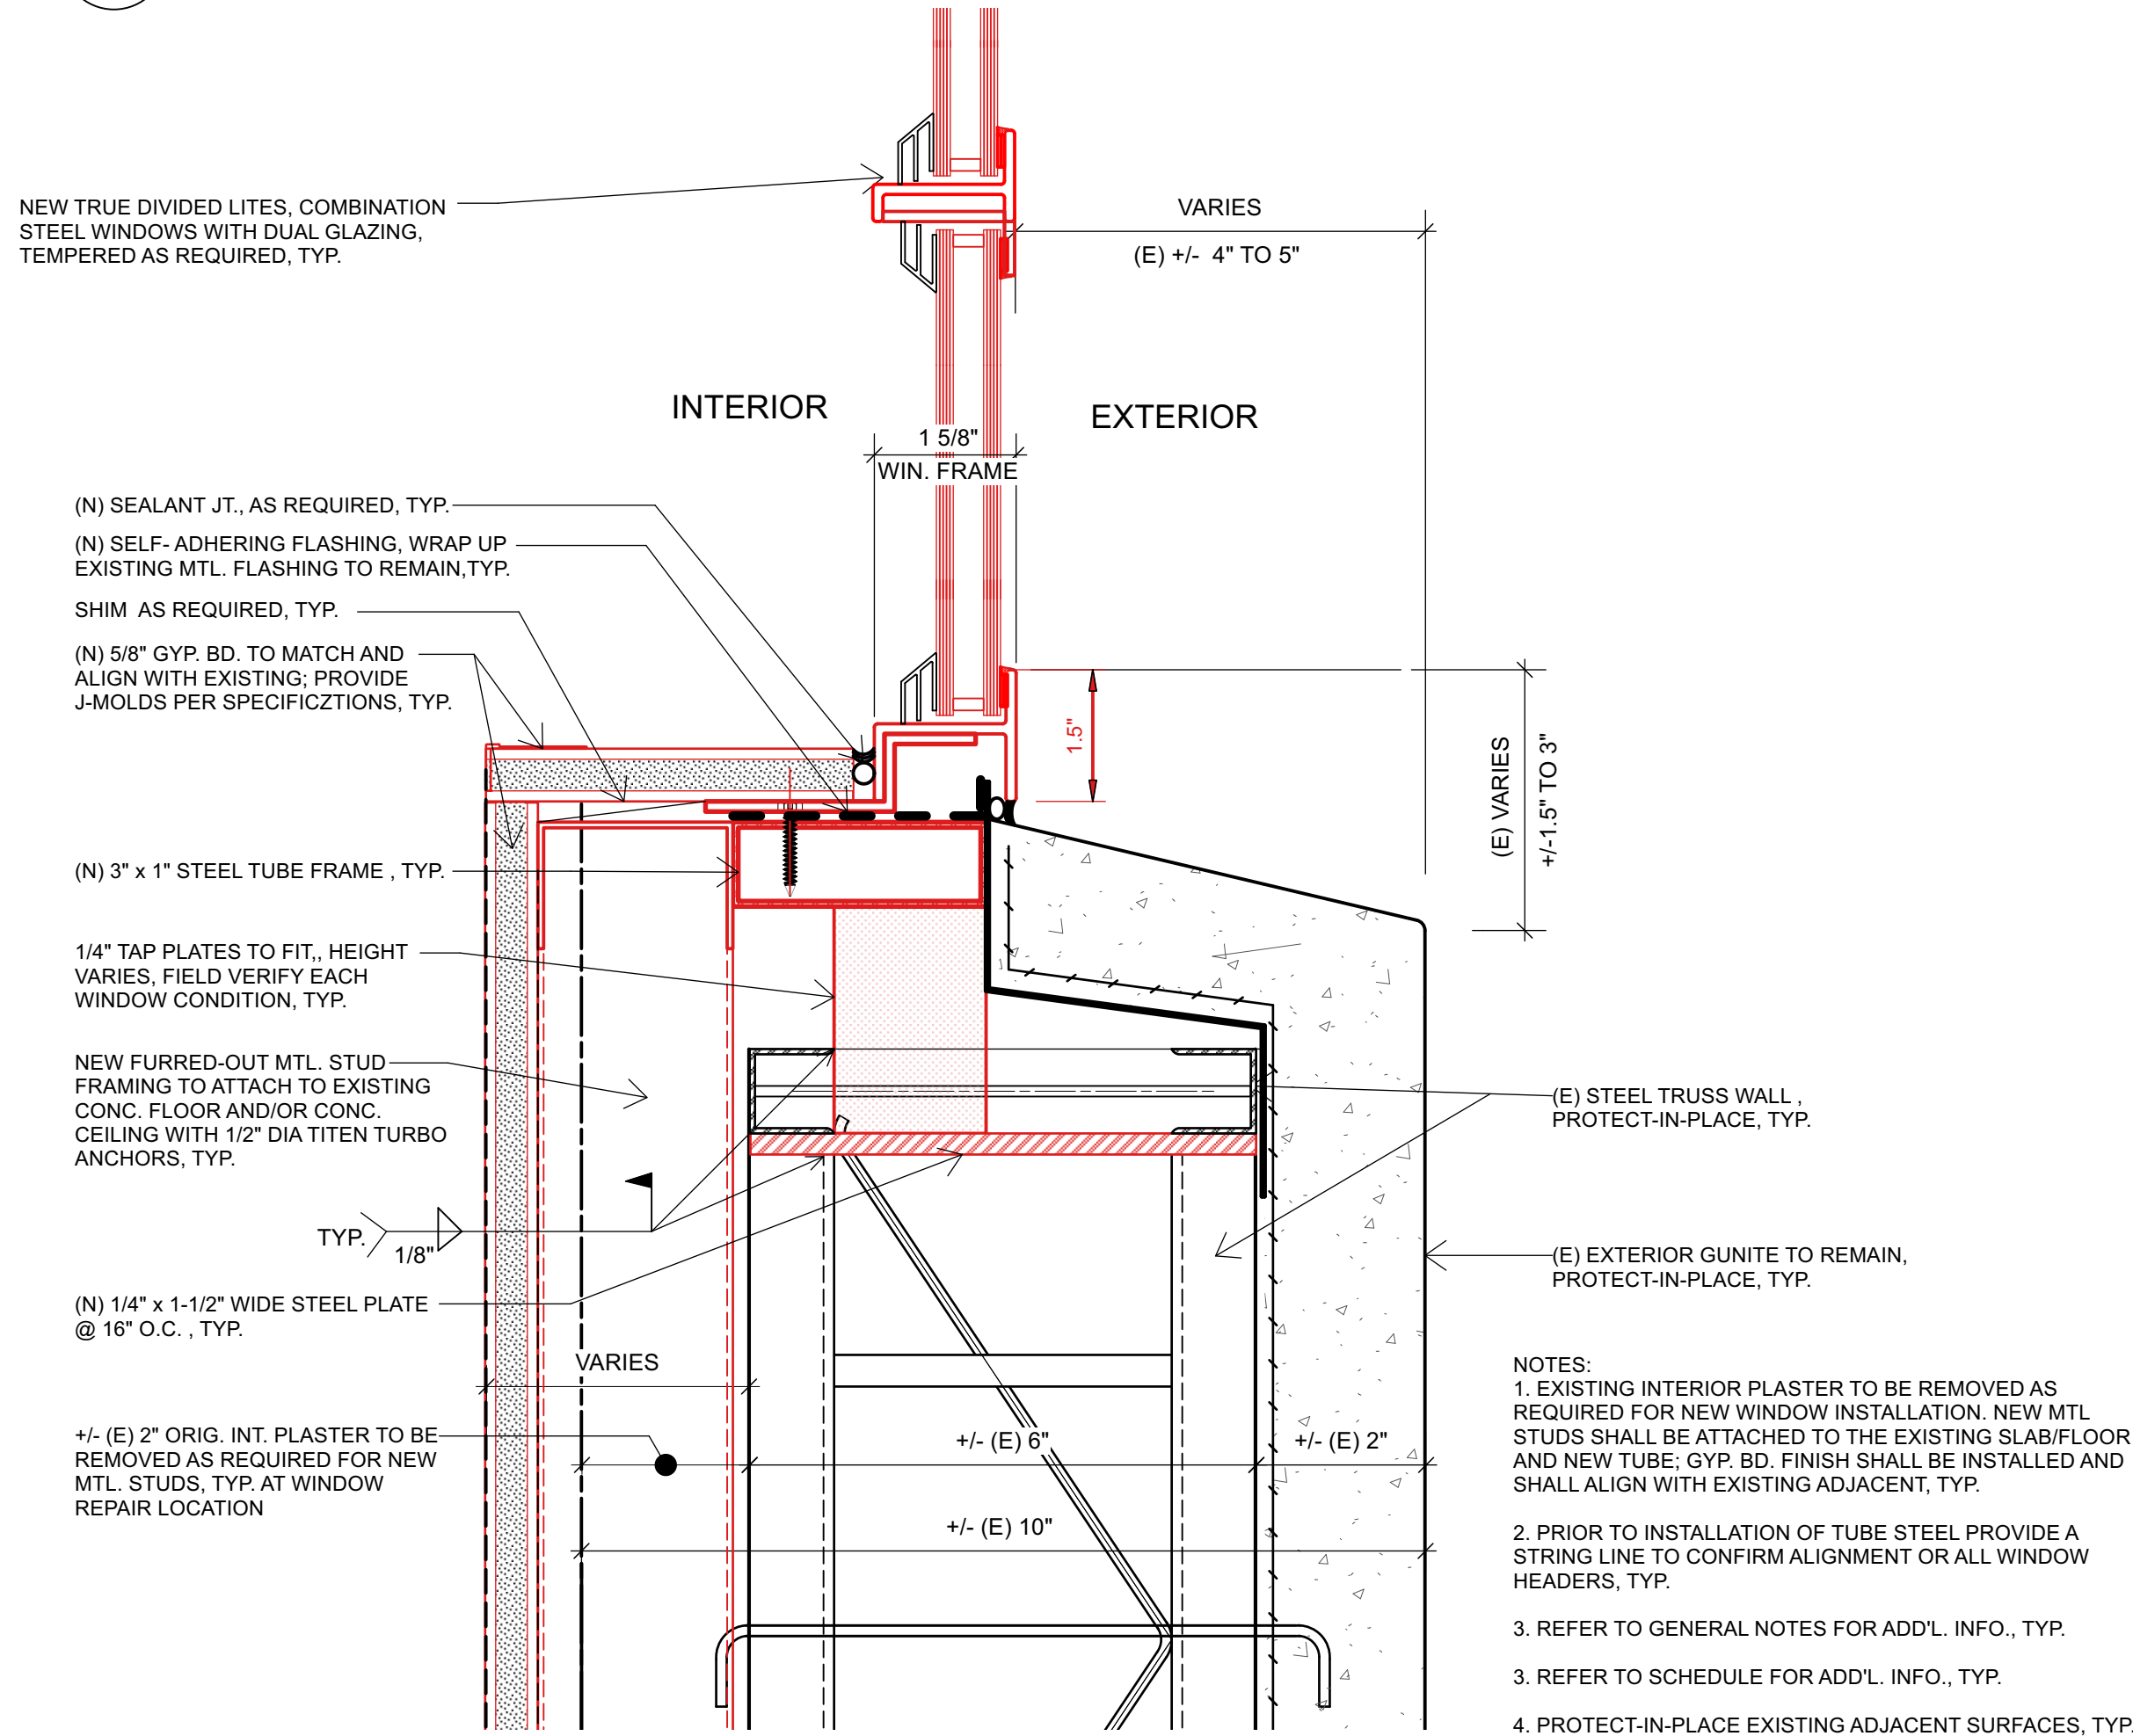 NEW TRUE DIVIDED LITES, COMBINATION
STEEL WINDOWS WITH DUAL GLAZING,
TEMPERED AS REQUIRED, TYP.
VARIES
(E) +/-  4" TO 5"
INTERIOR
EXTERIOR
1 5/8"
WIN. FRAME
(N) SEALANT JT., AS REQUIRED, TYP.
(N) SELF- ADHERING FLASHING, WRAP UP
EXISTING MTL. FLASHING TO REMAIN,TYP.
SHIM  AS REQUIRED, TYP.
(N) 5/8" GYP. BD. TO MATCH AND
ALIGN WITH EXISTING; PROVIDE
J-MOLDS PER SPECIFICZTIONS, TYP.
1.5"
(E) VARIES
+/-1.5" TO 3"
(N) 3" x 1" STEEL TUBE FRAME , TYP.
1/4" TAP PLATES TO FIT,, HEIGHT
VARIES, FIELD VERIFY EACH
WINDOW CONDITION, TYP.
NEW FURRED-OUT MTL. STUD
FRAMING TO ATTACH TO EXISTING
CONC. FLOOR AND/OR CONC.
CEILING WITH 1/2" DIA TITEN TURBO
ANCHORS, TYP.
(E) STEEL TRUSS WALL ,
PROTECT-IN-PLACE, TYP.
TYP.
1/8"
(E) EXTERIOR GUNITE TO REMAIN,
PROTECT-IN-PLACE, TYP.
(N) 1/4" x 1-1/2" WIDE STEEL PLATE
@ 16" O.C. , TYP.
VARIES
+/- (E) 2" ORIG. INT. PLASTER TO BE
REMOVED AS REQUIRED FOR NEW
MTL. STUDS, TYP. AT WINDOW
REPAIR LOCATION
+/- (E) 6"
+/- (E) 2"
+/- (E) 10"
NOTES:
1. EXISTING INTERIOR PLASTER TO BE REMOVED AS
REQUIRED FOR NEW WINDOW INSTALLATION. NEW MTL
STUDS SHALL BE ATTACHED TO THE EXISTING SLAB/FLOOR
AND NEW TUBE; GYP. BD. FINISH SHALL BE INSTALLED AND
SHALL ALIGN WITH EXISTING ADJACENT, TYP.
2. PRIOR TO INSTALLATION OF TUBE STEEL PROVIDE A
STRING LINE TO CONFIRM ALIGNMENT OR ALL WINDOW
HEADERS, TYP.
3. REFER TO GENERAL NOTES FOR ADD'L. INFO., TYP.
3. REFER TO SCHEDULE FOR ADD'L. INFO., TYP.
4. PROTECT-IN-PLACE EXISTING ADJACENT SURFACES, TYP.